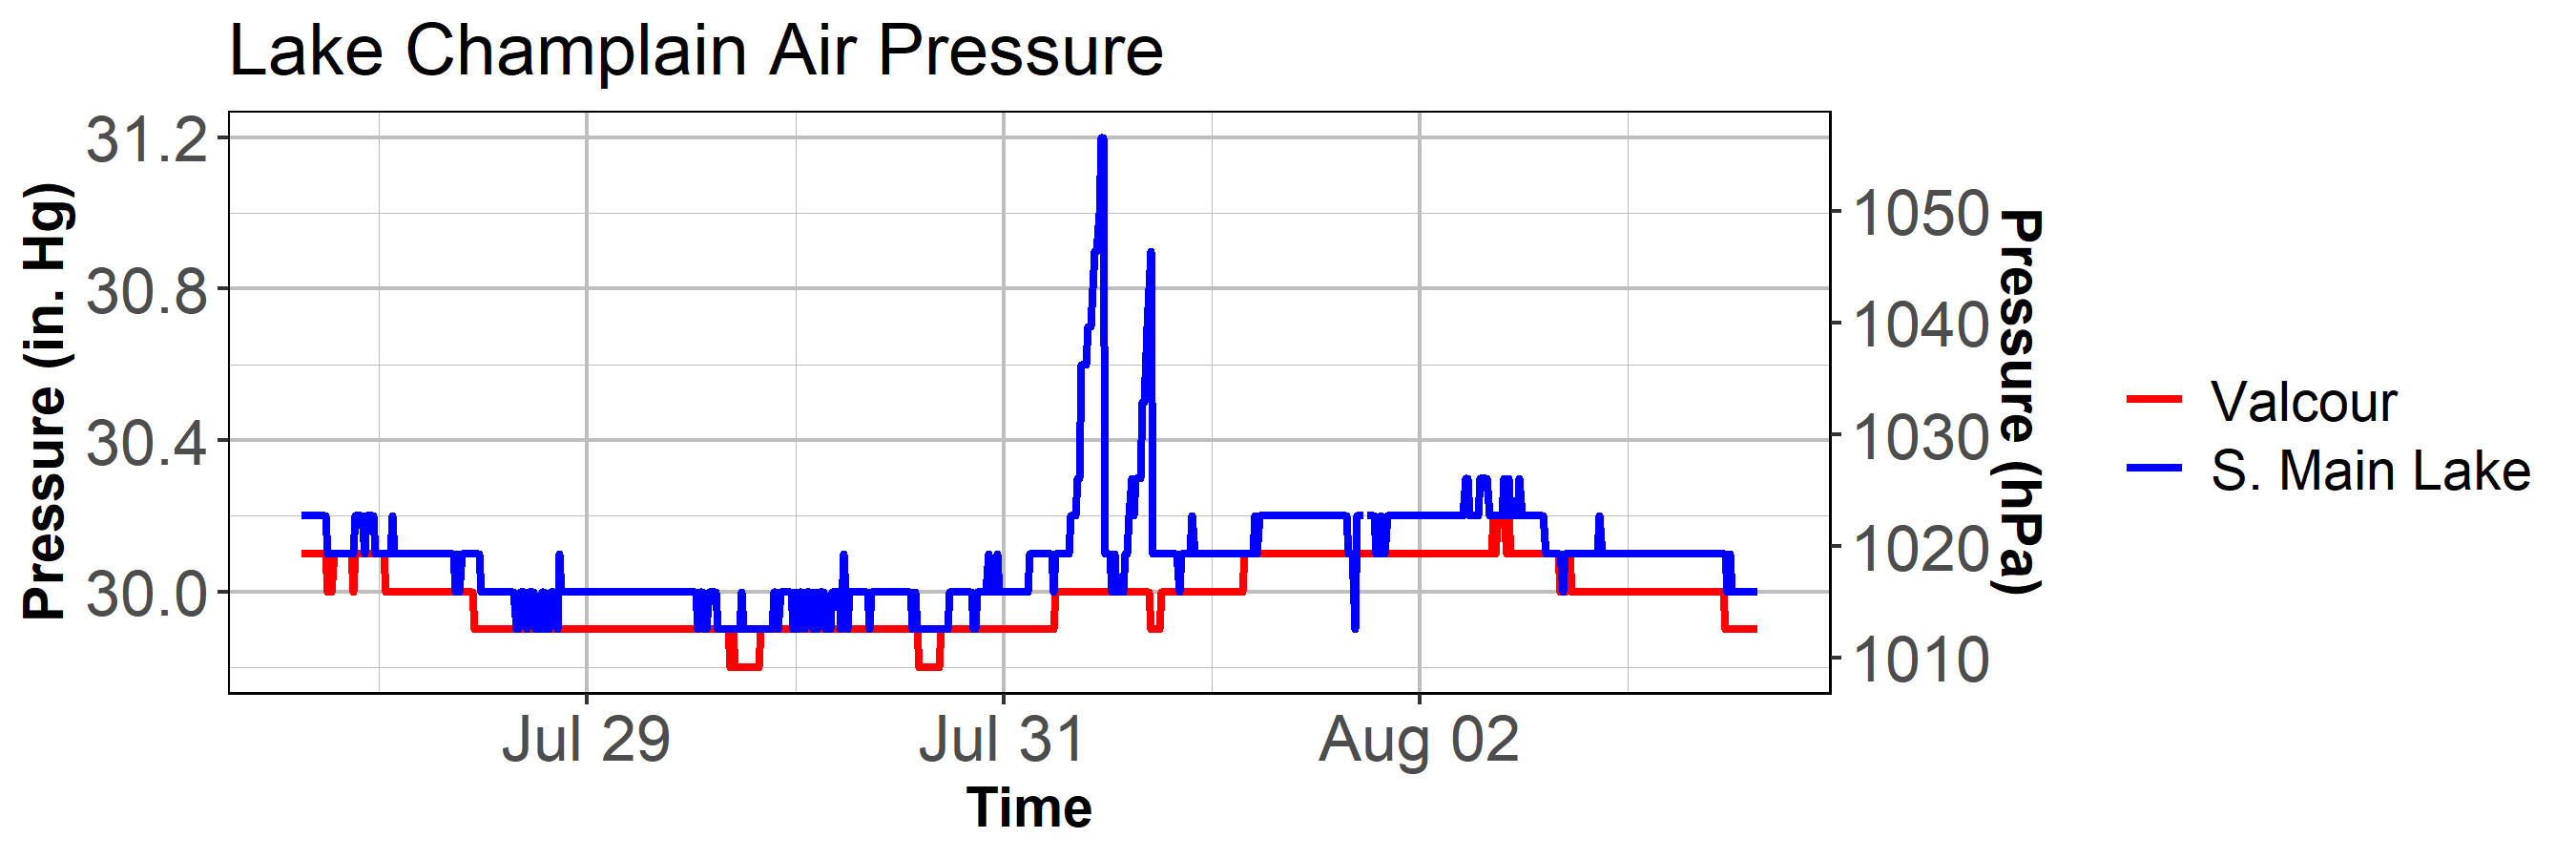 Lake Champlain Air Pressure
31.2
30.8
30.4
30.0
Pressure (in. Hg)
1050
1040
1030
1020
1010
Pressure (hPa)
Jul 29
Jul 31
Aug 02
Time
Valcour
S. Main Lake